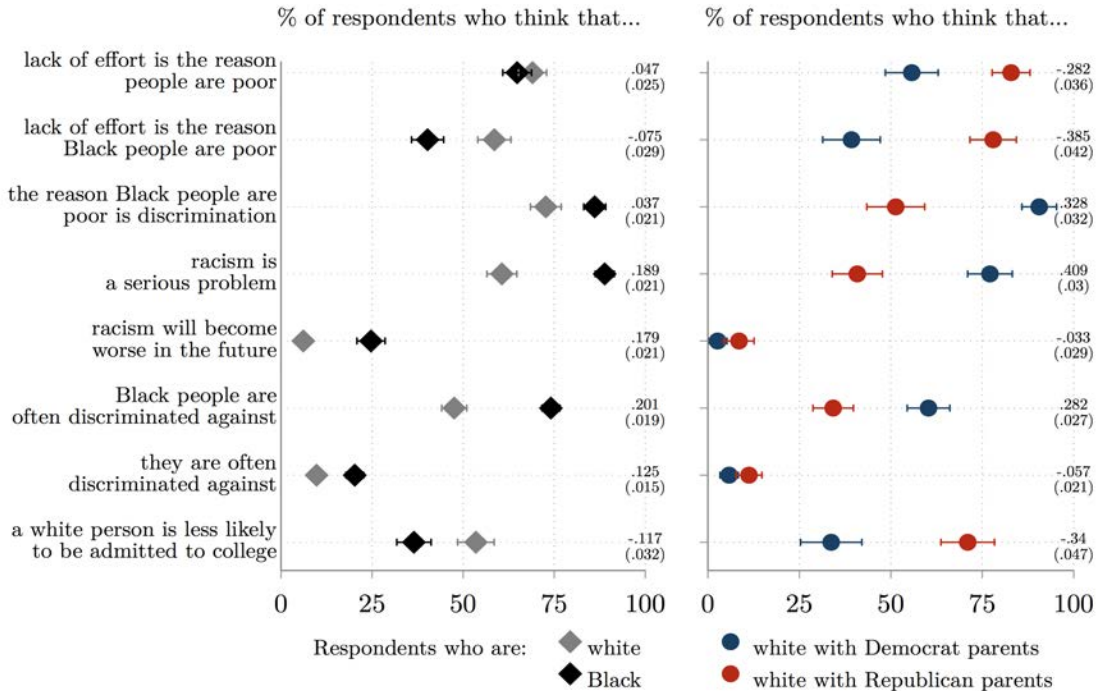 % of respondents who think that...
% of respondents who think that...
lack of effort is the reason
people are poor
.047
(.025)
-.282
(.036)
lack of effort is the reason
Black people are poor
-.075
(.029)
-.385
(.042)
the reason Black people are
poor is discrimination
.037
(.021)
.328
(.032)
racism is
a serious problem
.189
(.021)
.409
(.03)
racism will become
worse in the future
.179
(.021)
-.033
(.029)
Black people are
often discriminated against
.201
(.019)
.282
(.027)
they are often
discriminated against
.125
(.015)
-.057
(.021)
a white person is less likely
to be admitted to college
-.117
(.032)
-.34
(.047)
0 25 50 75 100
0 25 50 75 100
Respondents who are:
white
Black
white with Democrat parents
white with Republican parents